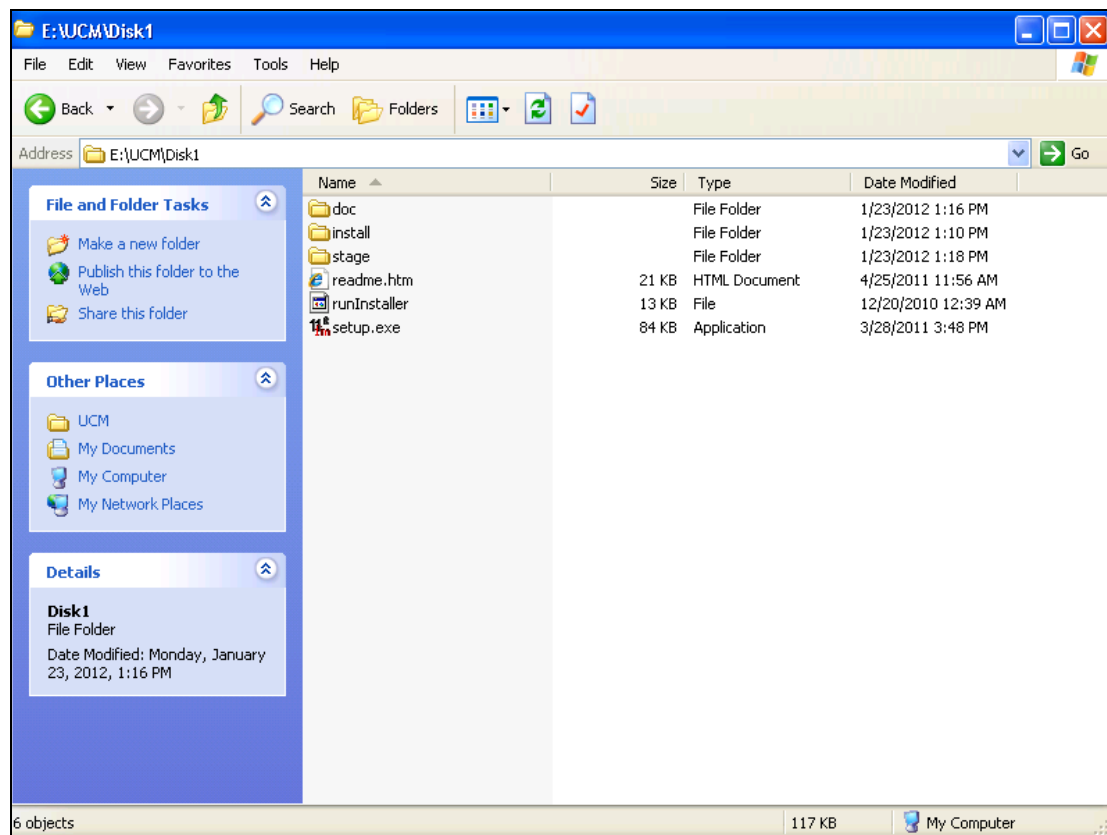 E:\UCM\Disk1
File Edit View Favorites Tools Help
Back Search Folders
Address E:\UCM\Disk1 Go
File and Folder Tasks
Make a new folder
Publish this folder to the
Web
Share this folder
Other Places
UCM
My Documents
My Computer
My Network Places
Details
Disk1
File Folder
Date Modified: Monday, January
23, 2012, 1:16 PM
Name Size Type Date Modified
doc File Folder 1/23/2012 1:16 PM
install File Folder 1/23/2012 1:10 PM
stage File Folder 1/23/2012 1:18 PM
readme.htm 21 KB HTML Document 4/25/2011 11:56 AM
runInstaller 13 KB File 12/20/2010 12:39 AM
setup.exe 84 KB Application 3/28/2011 3:48 PM
6 objects 117 KB My Computer